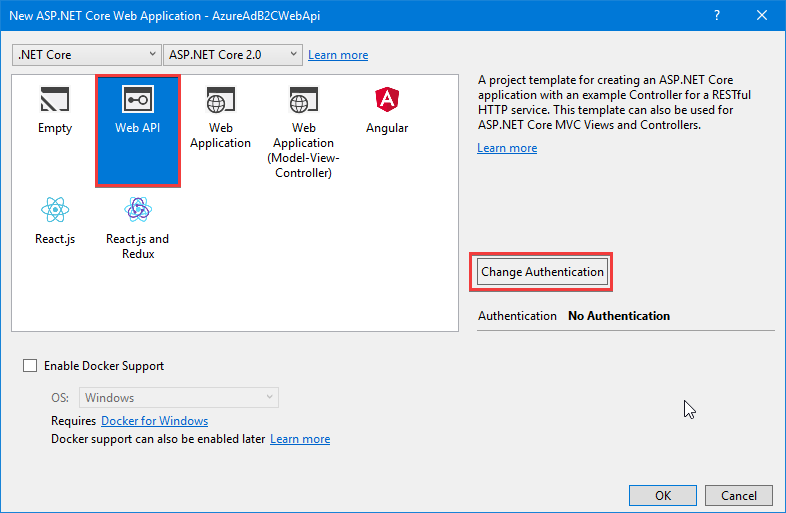 New ASP.NET Core Web Application - AzureAdB2CWebApi
?
.NET Core
ASP.NET Core 2.0
Learn more
Empty
Web API
Web
Application
Web
Application
(Model-View-
Controller)
Angular
React.js
React.js and
Redux
A project template for creating an ASP.NET Core
application with an example Controller for a RESTful
HTTP service. This template can also be used for
ASP.NET Core MVC Views and Controllers.
Learn more
Change Authentication
Authentication No Authentication
Enable Docker Support
OS: Windows
Requires Docker for Windows
Docker support can also be enabled later Learn more
OK
Cancel